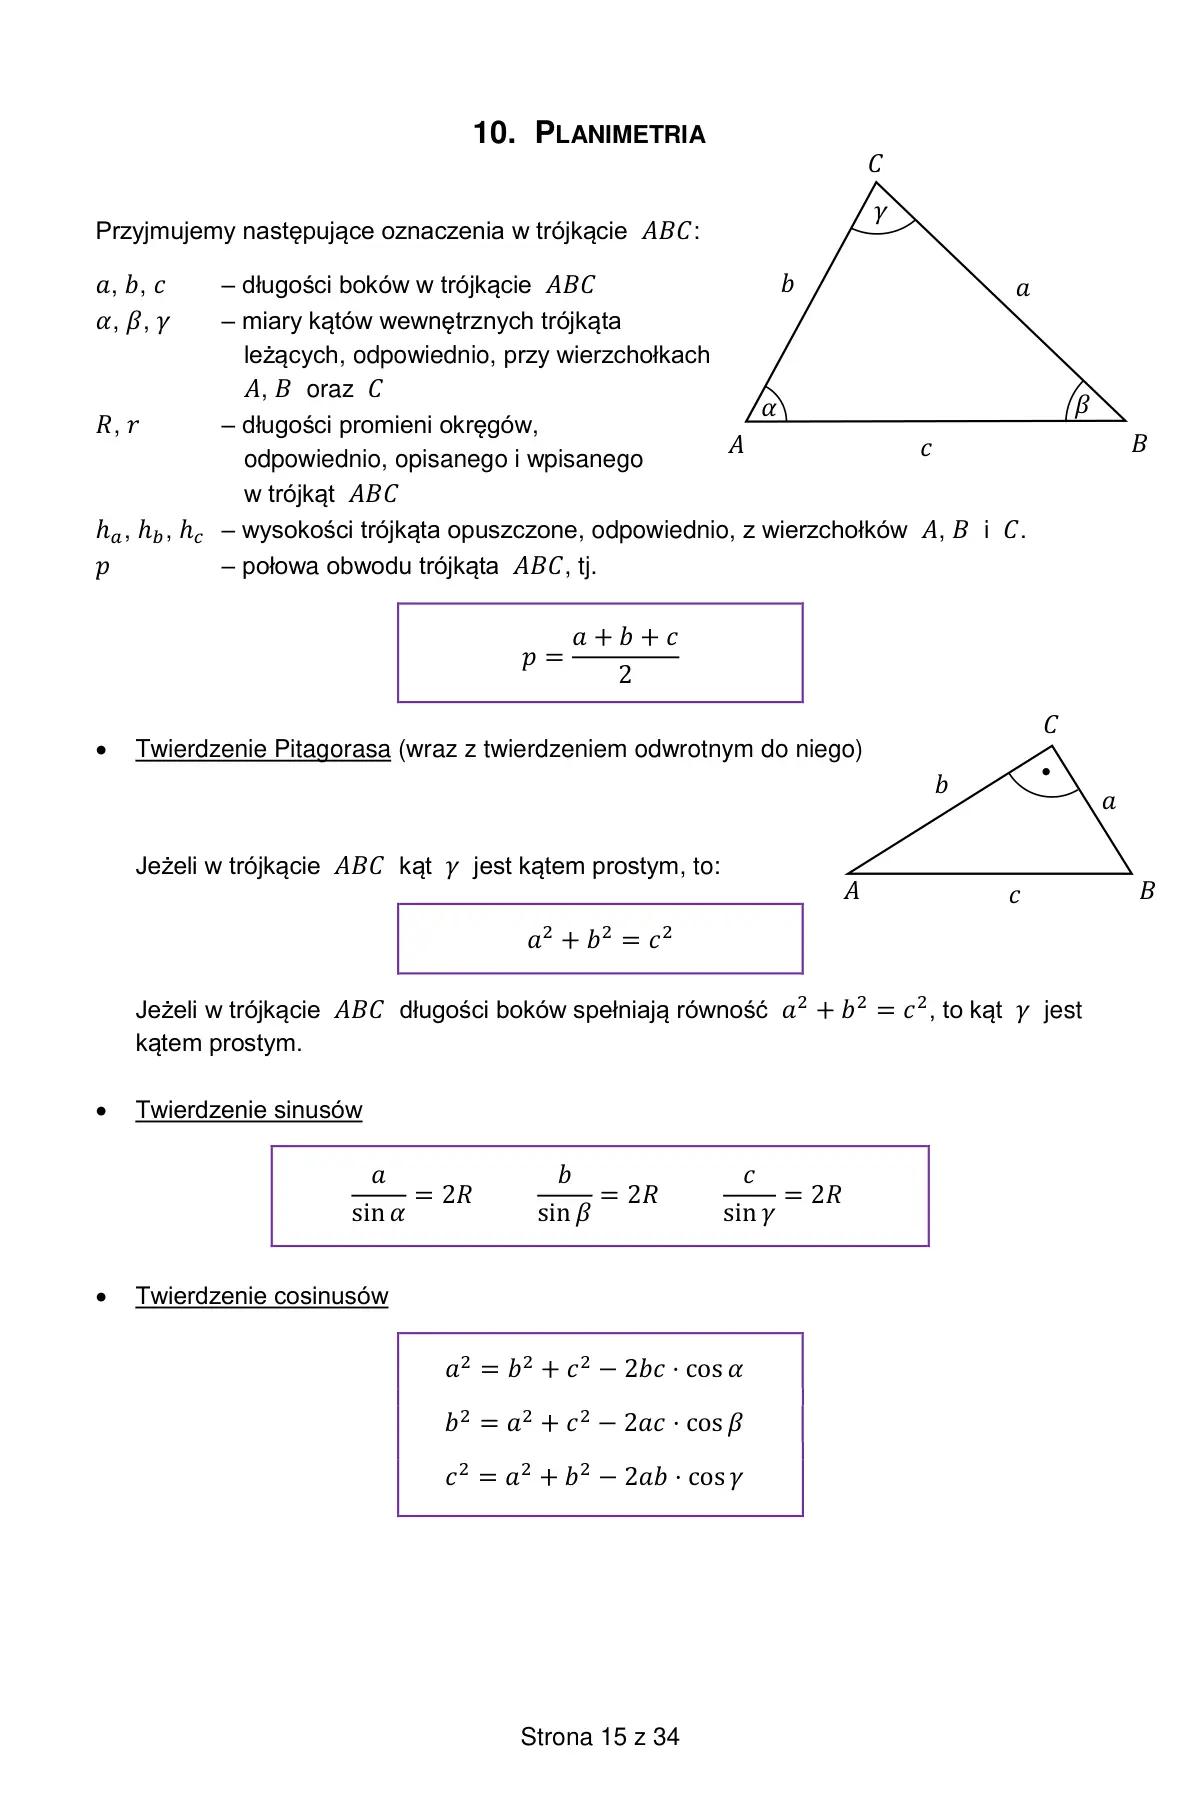 10. PLANIMETRIA
Przyjmujemy następujące oznaczenia w trójkącie ABC:
a, b, c – długości boków w trójkącie ABC
α, β, γ – miary kątów wewnętrznych trójkąta
leżących, odpowiednio, przy wierzchołkach
A, B oraz C
R, r – długości promieni okręgów,
odpowiednio, opisanego i wpisanego
w trójkąt ABC
hₐ, h_b, h_c – wysokości trójkąta opuszczone, odpowiednio, z wierzchołków A, B i C.
p – połowa obwodu trójkąta ABC, tj.
C
γ
b
a
α
β
A
c
B
p = (a + b + c)/2
• Twierdzenie Pitagorasa (wraz z twierdzeniem odwrotnym do niego)
C
b
a
A
c
B
Jeżeli w trójkącie ABC kąt γ jest kątem prostym, to:
a² + b² = c²
Jeżeli w trójkącie ABC długości boków spełniają równość a² + b² = c², to kąt γ jest
kątem prostym.
• Twierdzenie sinusów
a/sin α = 2R b/sin β = 2R c/sin γ = 2R
• Twierdzenie cosinusów
a² = b² + c² − 2bc · cos α
b² = a² + c² − 2ac · cos β
c² = a² + b² − 2ab · cos γ
Strona 15 z 34